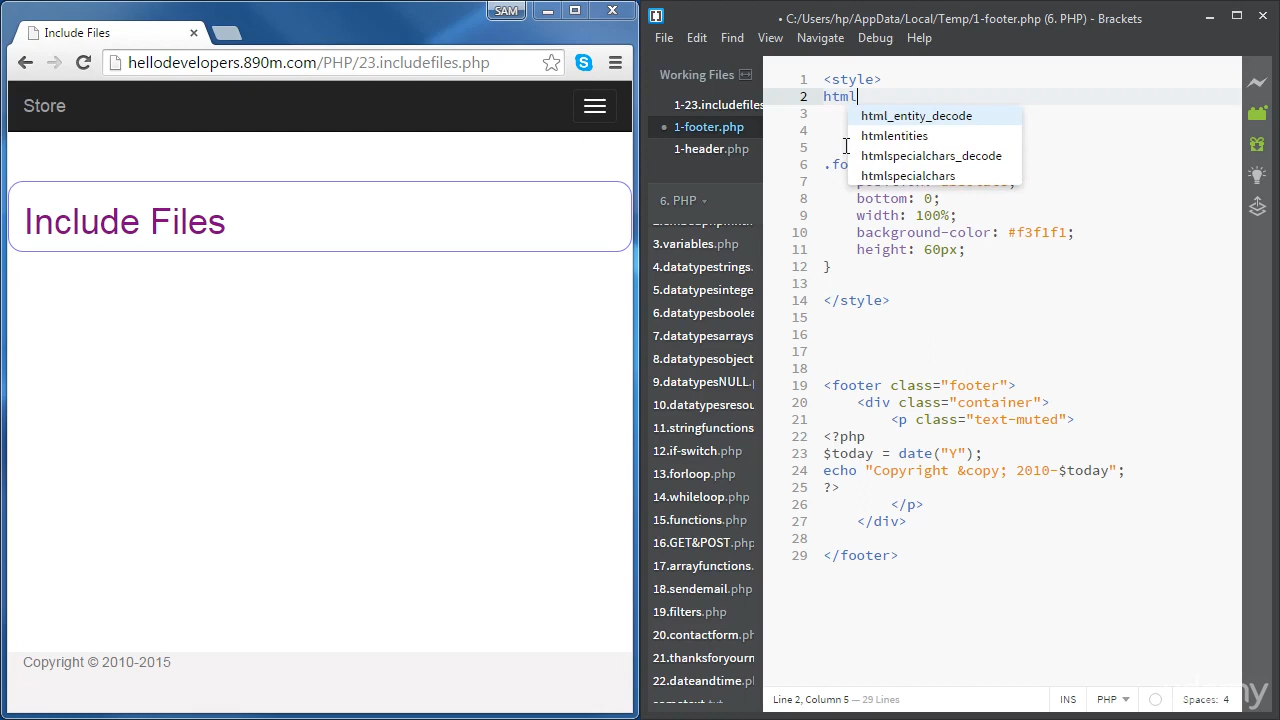 SAM
Include Files
hellodevelopers.890m.com/PHP/23.includefiles.php
Store
Include Files
Copyright © 2010-2015
• C:/Users/hp/AppData/Local/Temp/1-footer.php (6. PHP) - Brackets
File Edit Find View Navigate Debug Help
Working Files
1-23.includefiles
1-footer.php
1-header.php
6. PHP
3.variables.php
4.datatypestrings.
5.datatypesintege
6.datatypesboolea
7.datatypesarrays
8.datatypesobject
9.datatypesNULL.p
10.datatypesresou
11.stringfunctions
12.if-switch.php
13.forloop.php
14.whileloop.php
15.functions.php
16.GET&POST.php
17.arrayfunctions.
18.sendemail.php
19.filters.php
20.contactform.ph
21.thanksforyourn
22.dateandtime.pl
1 <style>
2 html
html_entity_decode
htmlentities
htmlspecialchars_decode
htmlspecialchars
3
4
5
6 .fo
7
8 bottom: 0;
9 width: 100%;
10 background-color: #f3f1f1;
11 height: 60px;
12 }
13
14 </style>
15
16
17
18
19 <footer class="footer">
20 <div class="container">
21 <p class="text-muted">
22 <?php
23 $today = date("Y");
24 echo "Copyright &copy; 2010-$today";
25 ?>
26 </p>
27 </div>
28
29 </footer>
Line 2, Column 5 — 29 Lines
INS PHP Spaces: 4